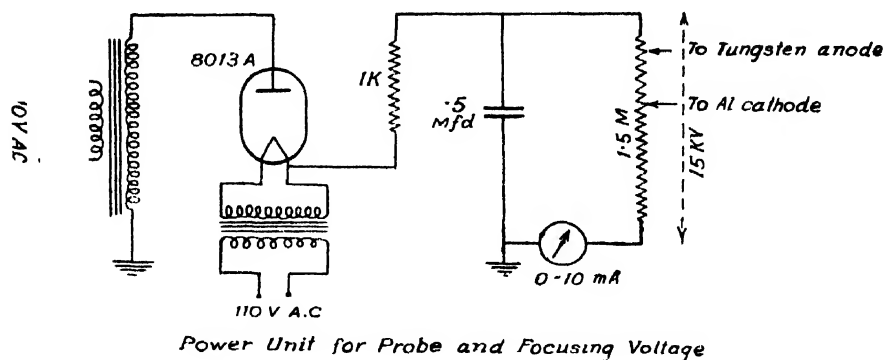 8013 A
1K
.5
Mfd
1·5 M
To Tungsten anode
To Al cathode
15 KV
10 V AC
0-10 mA
110 V A.C
Power Unit for Probe and Focusing Voltage